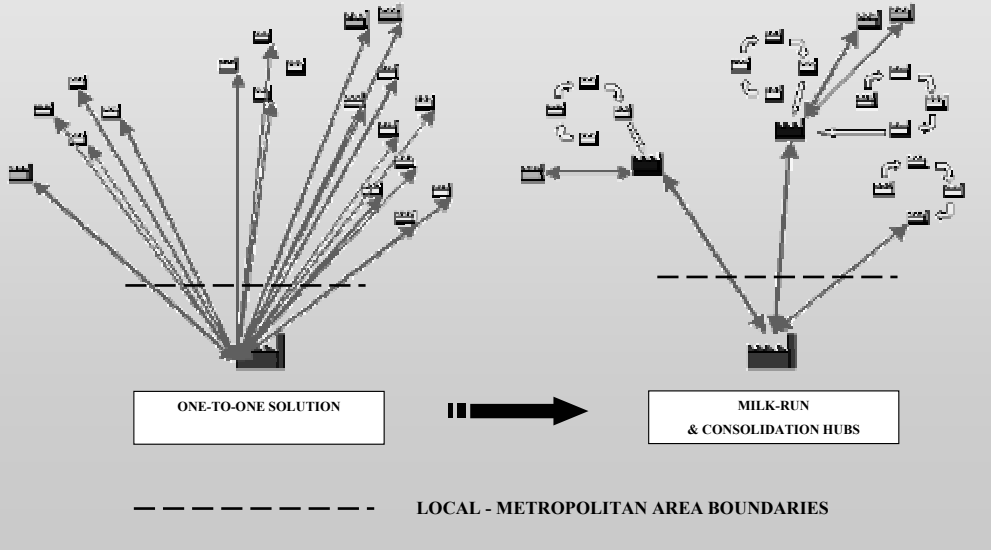 ONE-TO-ONE SOLUTION
MILK-RUN
& CONSOLIDATION HUBS
LOCAL - METROPOLITAN AREA BOUNDARIES